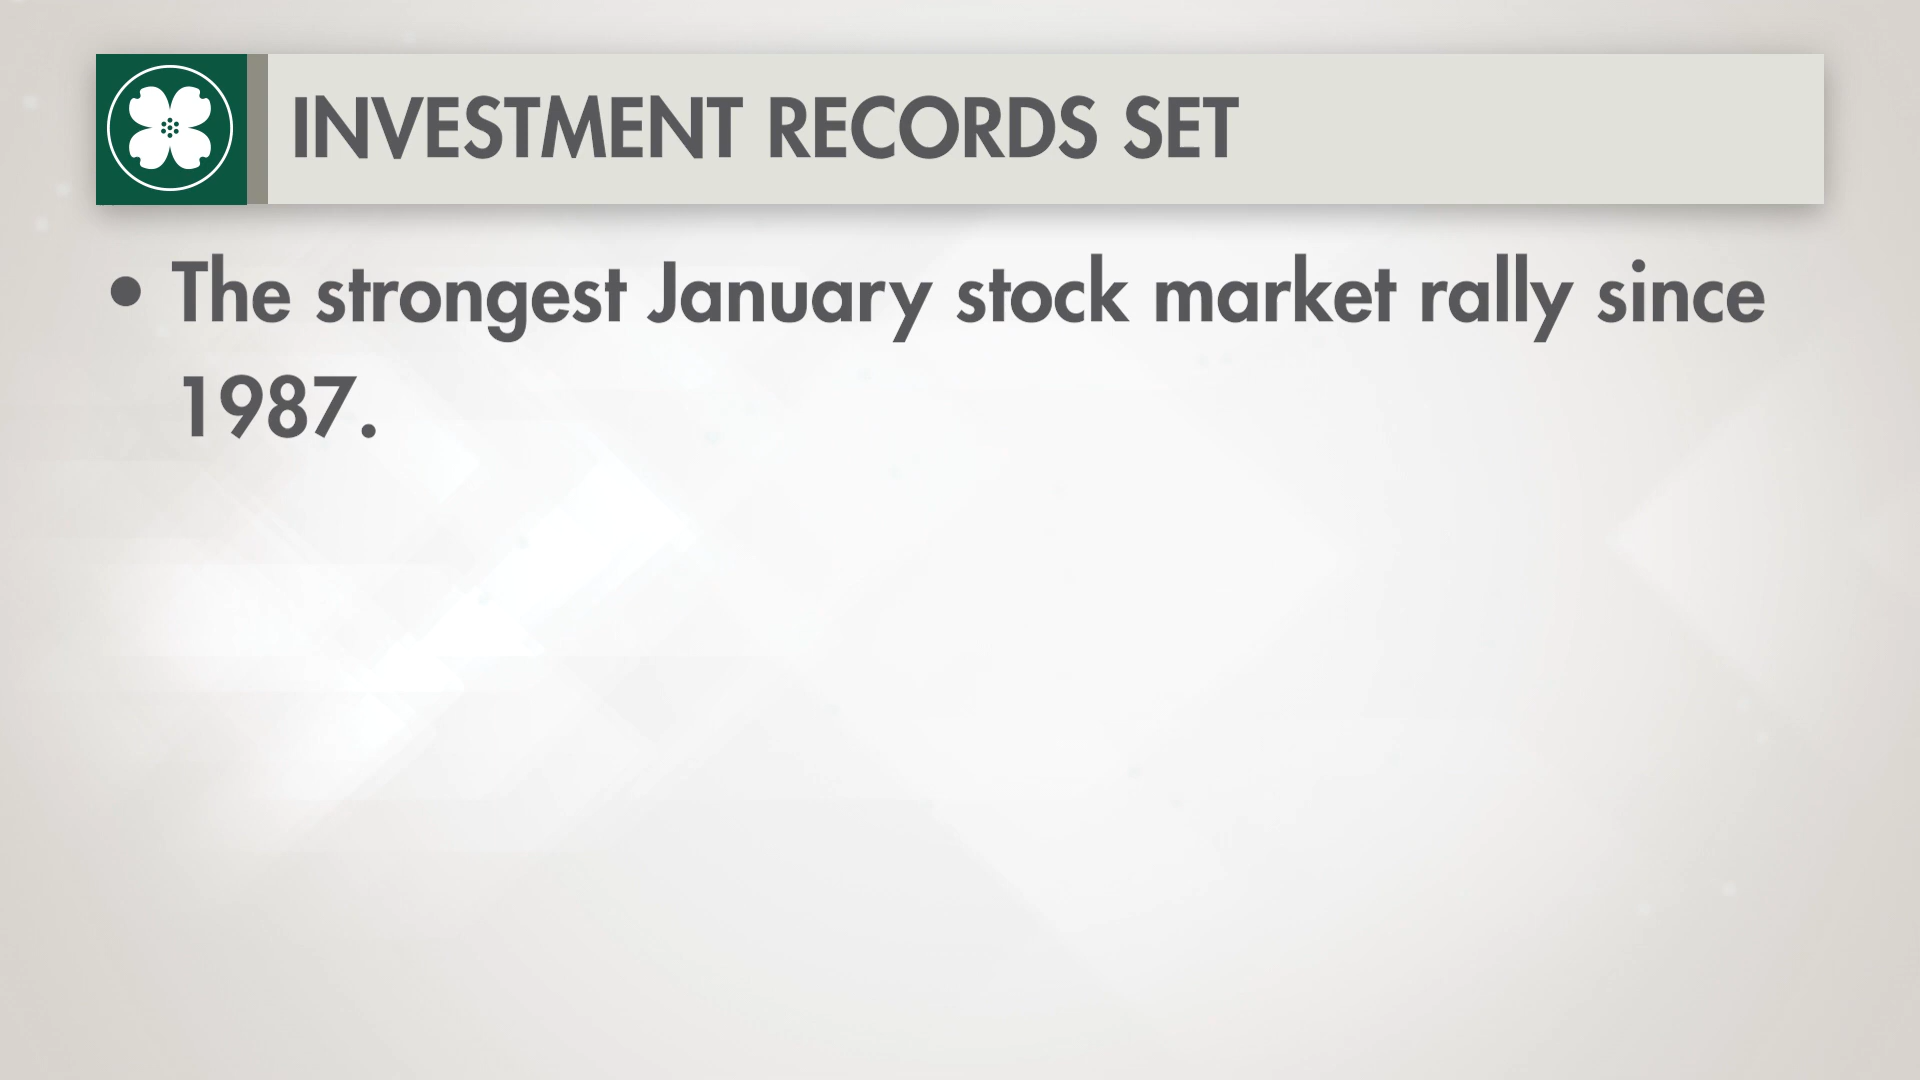 INVESTMENT RECORDS SET
• The strongest January stock market rally since
1987.